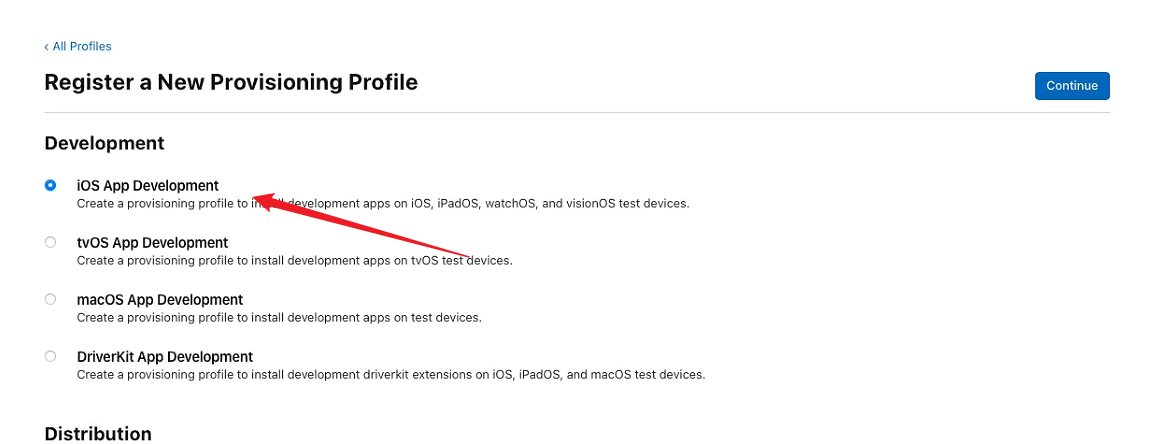 ‹ All Profiles
Register a New Provisioning Profile
Continue
Development
iOS App Development
Create a provisioning profile to install development apps on iOS, iPadOS, watchOS, and visionOS test devices.
tvOS App Development
Create a provisioning profile to install development apps on tvOS test devices.
macOS App Development
Create a provisioning profile to install development apps on test devices.
DriverKit App Development
Create a provisioning profile to install development driverkit extensions on iOS, iPadOS, and macOS test devices.
Distribution